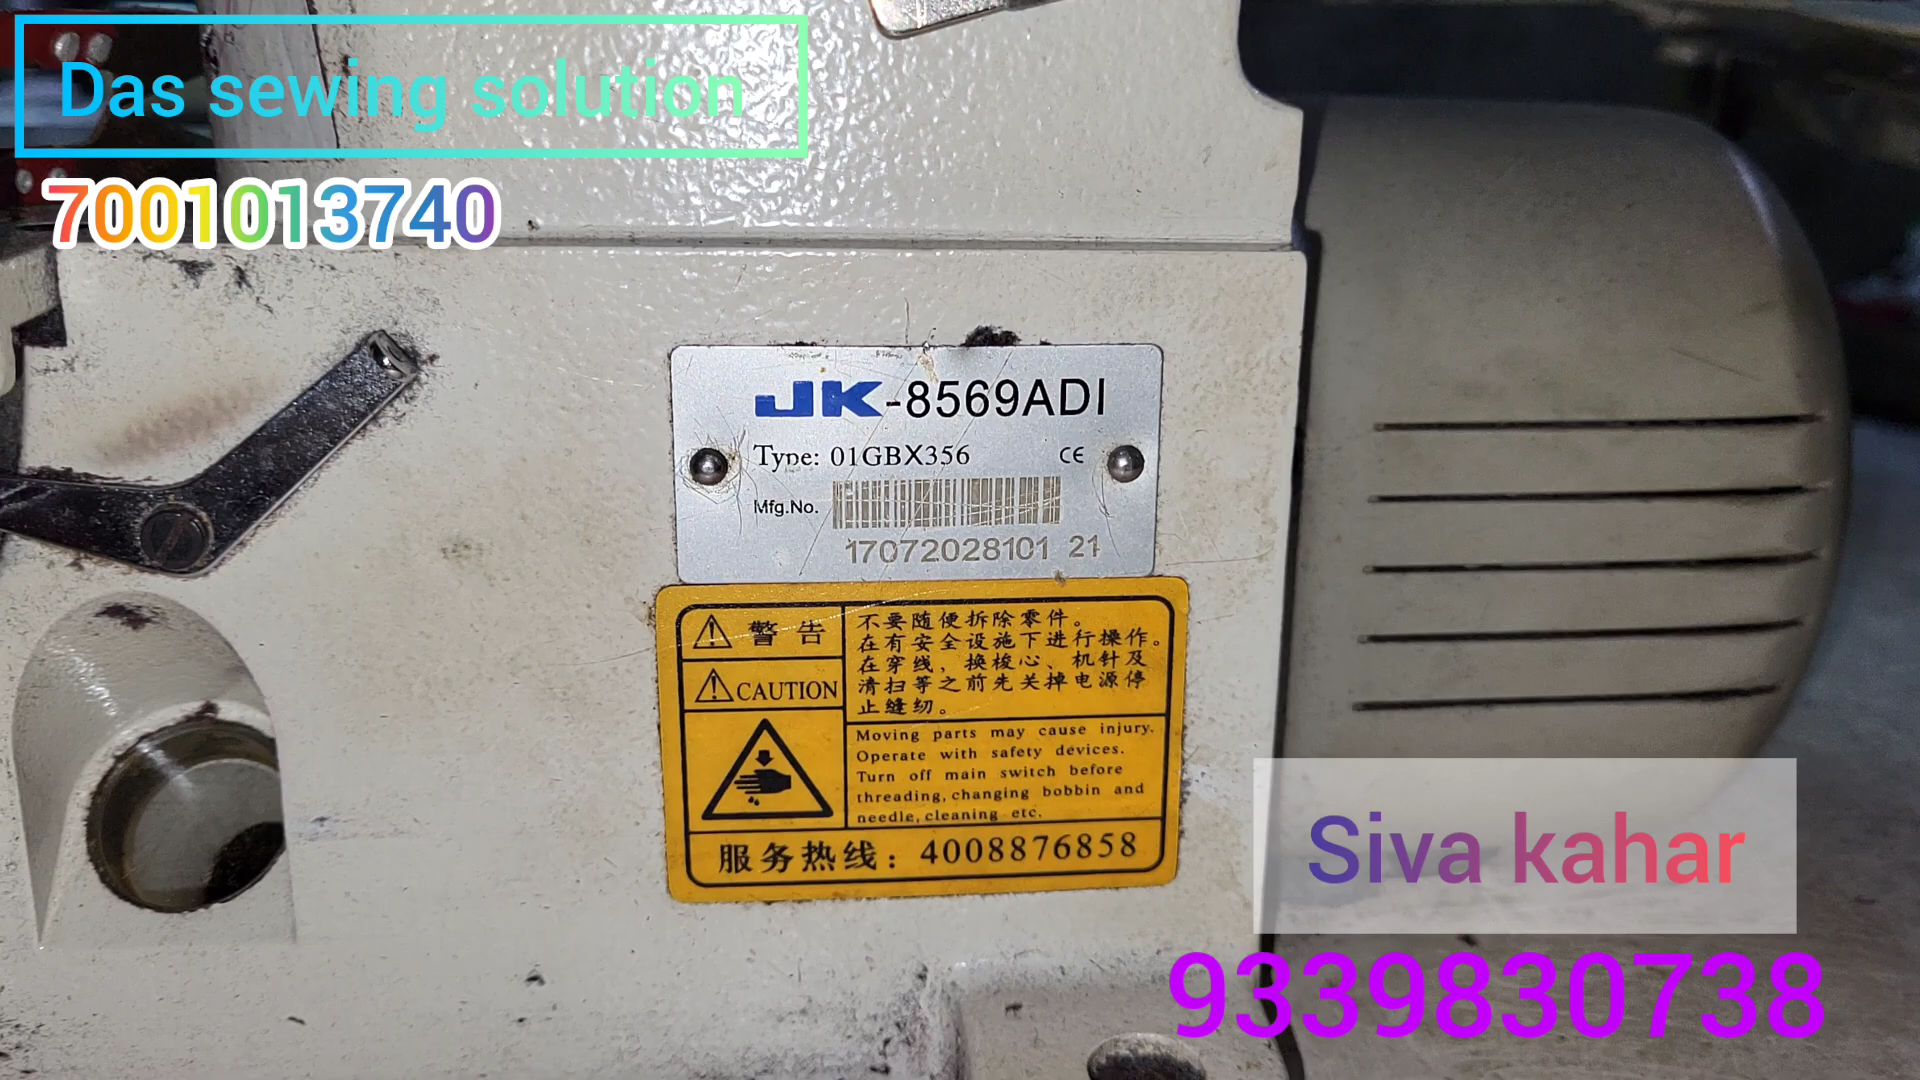 Das sewing solution
7001013740
JK-8569ADI
Type: 01GBX356 CE
Mfg.No.
17072028101 21
警告
CAUTION
不要随便拆除零件。
在有安全设施下进行操作。
在穿线，换梭心、机针及
清扫等之前先关掉电源停
止缝纫。
Moving parts may cause injury.
Operate with safety devices.
Turn off main switch before
threading, changing bobbin and
needle, cleaning etc.
服务热线：4008876858
Siva kahar
9339830738